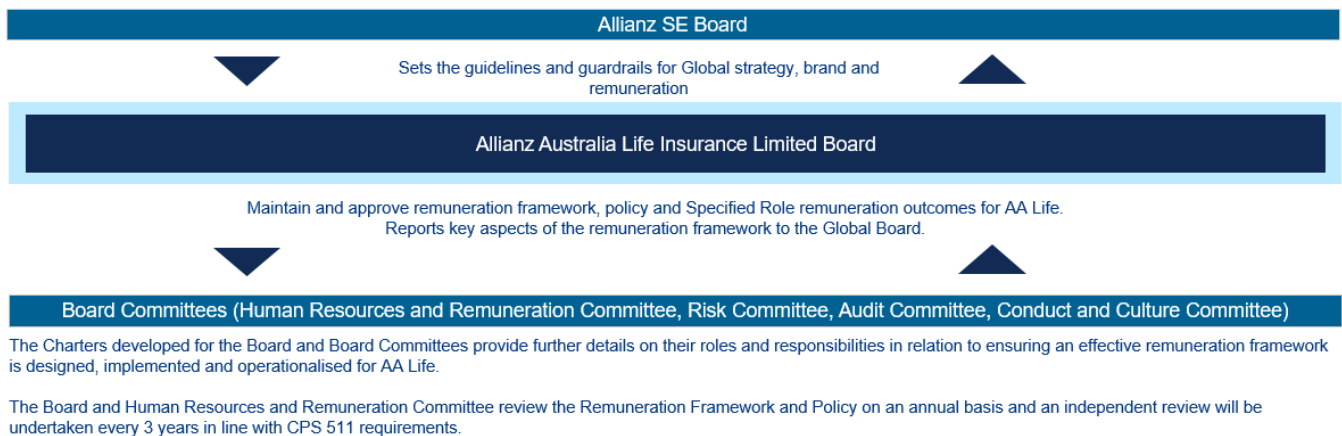 Allianz SE Board
Sets the guidelines and guardrails for Global strategy, brand and
remuneration
Allianz Australia Life Insurance Limited Board
Maintain and approve remuneration framework, policy and Specified Role remuneration outcomes for AA Life.
Reports key aspects of the remuneration framework to the Global Board.
Board Committees (Human Resources and Remuneration Committee, Risk Committee, Audit Committee, Conduct and Culture Committee)
The Charters developed for the Board and Board Committees provide further details on their roles and responsibilities in relation to ensuring an effective remuneration framework
is designed, implemented and operationalised for AA Life.
The Board and Human Resources and Remuneration Committee review the Remuneration Framework and Policy on an annual basis and an independent review will be
undertaken every 3 years in line with CPS 511 requirements.